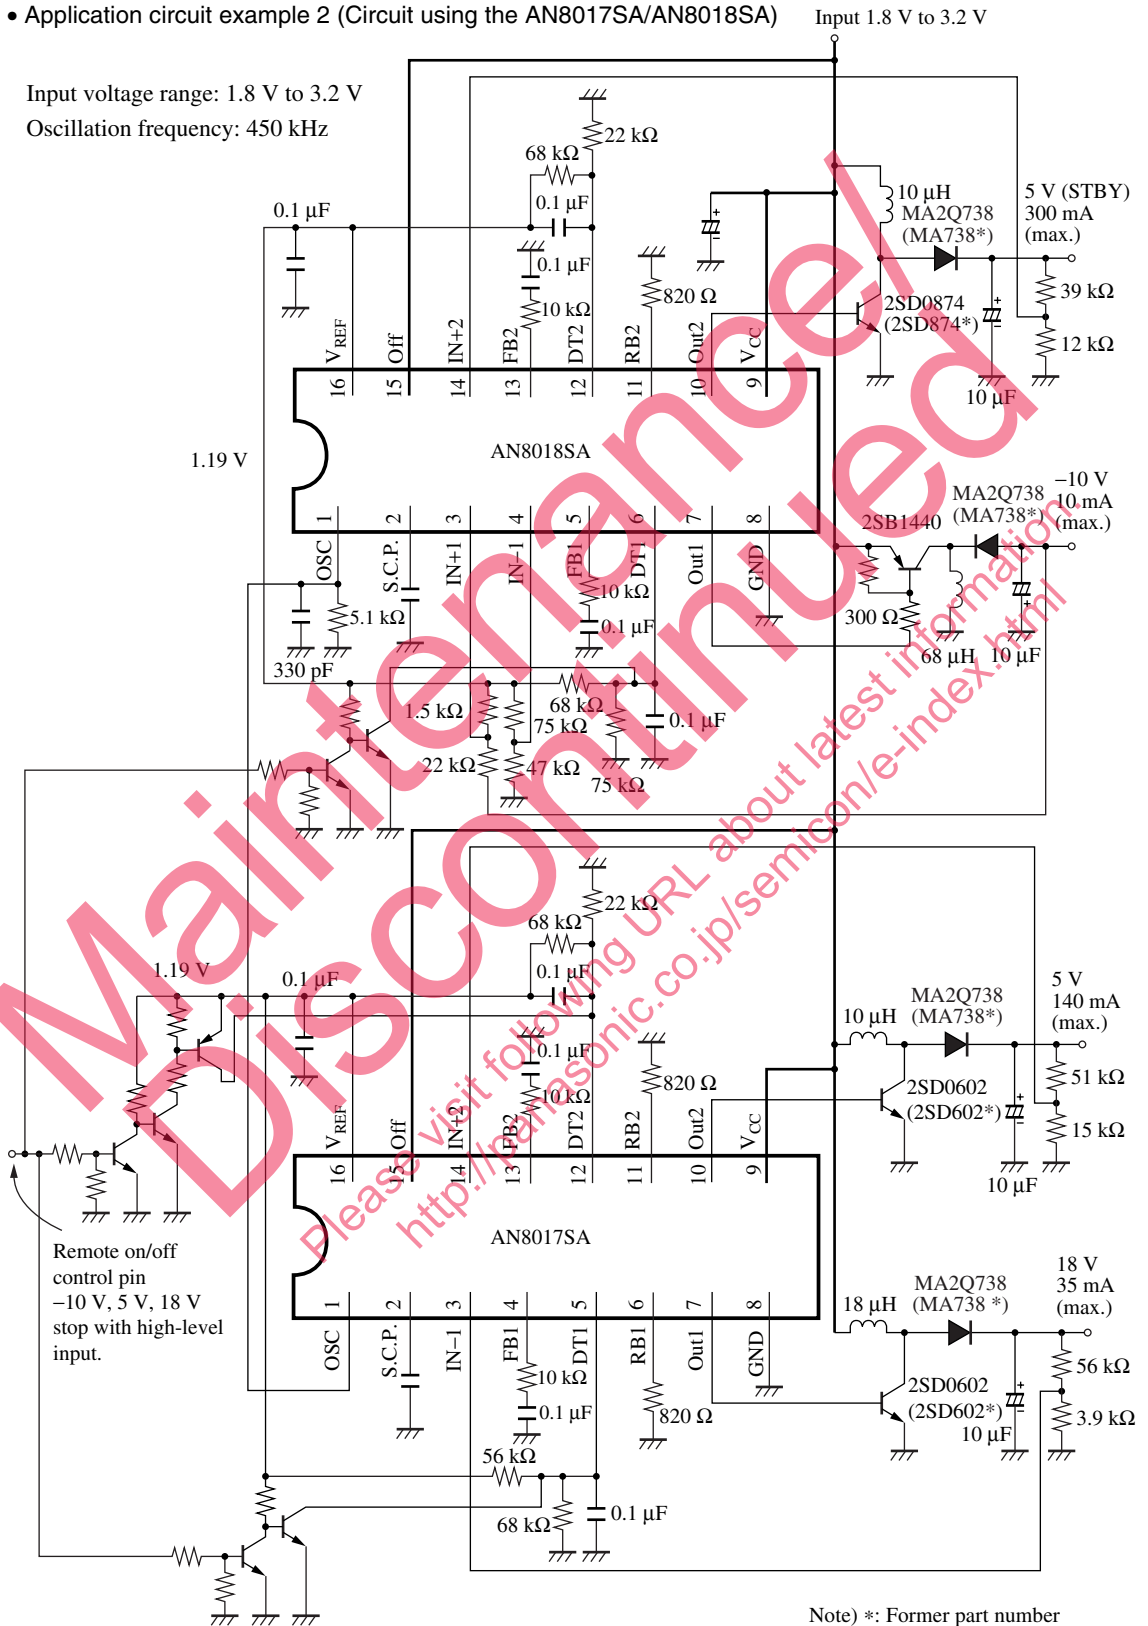 • Application circuit example 2 (Circuit using the AN8017SA/AN8018SA)
Input 1.8 V to 3.2 V
Input voltage range: 1.8 V to 3.2 V
Oscillation frequency: 450 kHz
22 kΩ
68 kΩ
0.1 µF
0.1 µF
0.1 µF
10 kΩ
820 Ω
10 µH
MA2Q738
(MA738*)
5 V (STBY)
300 mA
(max.)
2SD0874
(2SD874*)
39 kΩ
12 kΩ
10 µF
VREF
Off
IN+2
FB2
DT2
RB2
Out2
VCC
16
15
14
13
12
11
10
9
AN8018SA
1.19 V
1
2
3
4
5
6
7
8
OSC
S.C.P.
IN+1
IN−1
FB1
DT1
Out1
GND
2SB1440
MA2Q738
(MA738*)
−10 V
10 mA
(max.)
300 Ω
68 µH
10 µF
5.1 kΩ
330 pF
10 kΩ
0.1 µF
1.5 kΩ
68 kΩ
75 kΩ
0.1 µF
22 kΩ
47 kΩ
75 kΩ
22 kΩ
68 kΩ
0.1 µF
1.19 V
0.1 µF
0.1 µF
10 kΩ
820 Ω
10 µH
MA2Q738
(MA738*)
5 V
140 mA
(max.)
2SD0602
(2SD602*)
51 kΩ
15 kΩ
10 µF
VREF
Off
IN+2
FB2
DT2
RB2
Out2
VCC
16
15
14
13
12
11
10
9
AN8017SA
Remote on/off
control pin
−10 V, 5 V, 18 V
stop with high-level
input.
1
2
3
4
5
6
7
8
OSC
S.C.P.
IN−1
FB1
DT1
RB1
Out1
GND
18 µH
MA2Q738
(MA738 *)
18 V
35 mA
(max.)
2SD0602
(2SD602*)
10 µF
56 kΩ
3.9 kΩ
10 kΩ
0.1 µF
820 Ω
56 kΩ
68 kΩ
0.1 µF
Note) *: Former part number
Maintenance/
Discontinued
Please visit following URL about latest information.
http://panasonic.co.jp/semicon/e-index.html